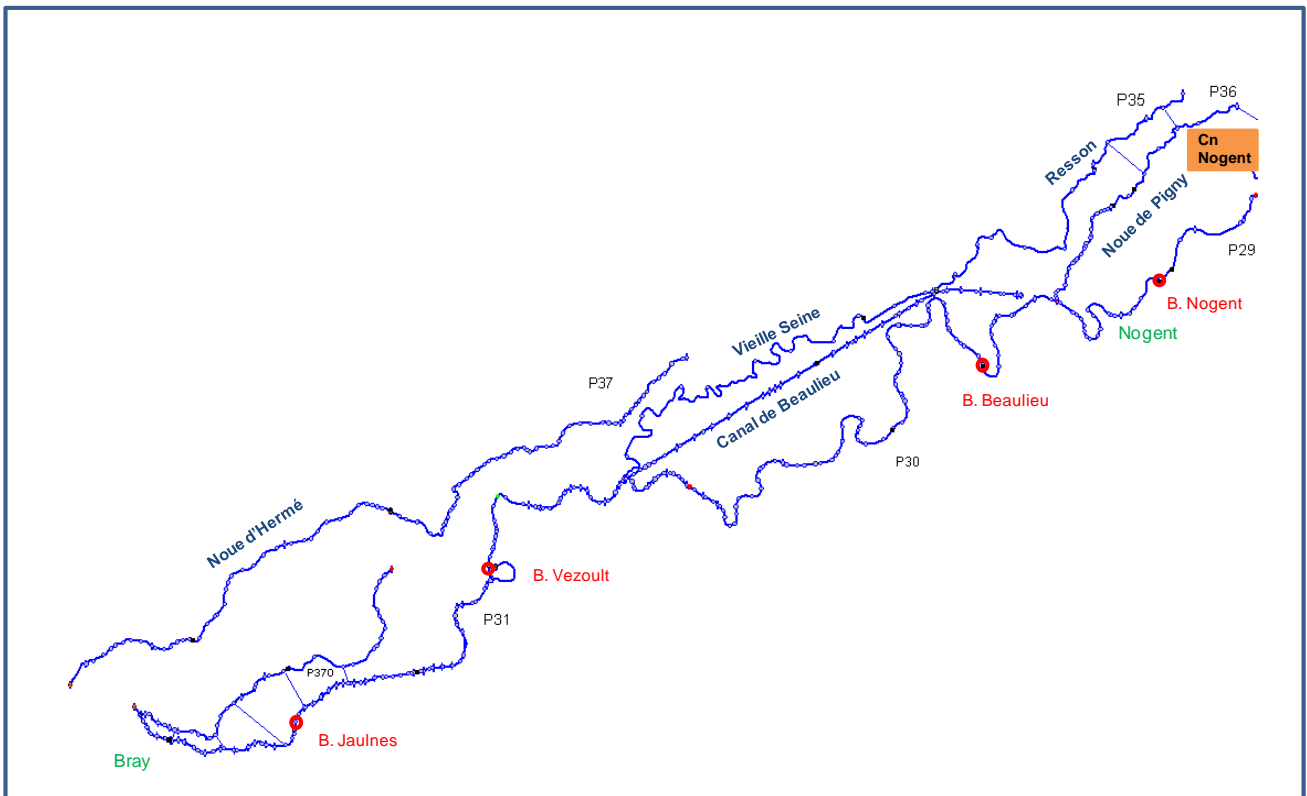 P35
P36
Cn
Nogent
Resson
Noue de Pigny
P29
B. Nogent
Nogent
Vieille Seine
P37
B. Beaulieu
Canal de Beaulieu
P30
Noue d'Hermé
B. Vezoult
P31
P370
B. Jaulnes
Bray